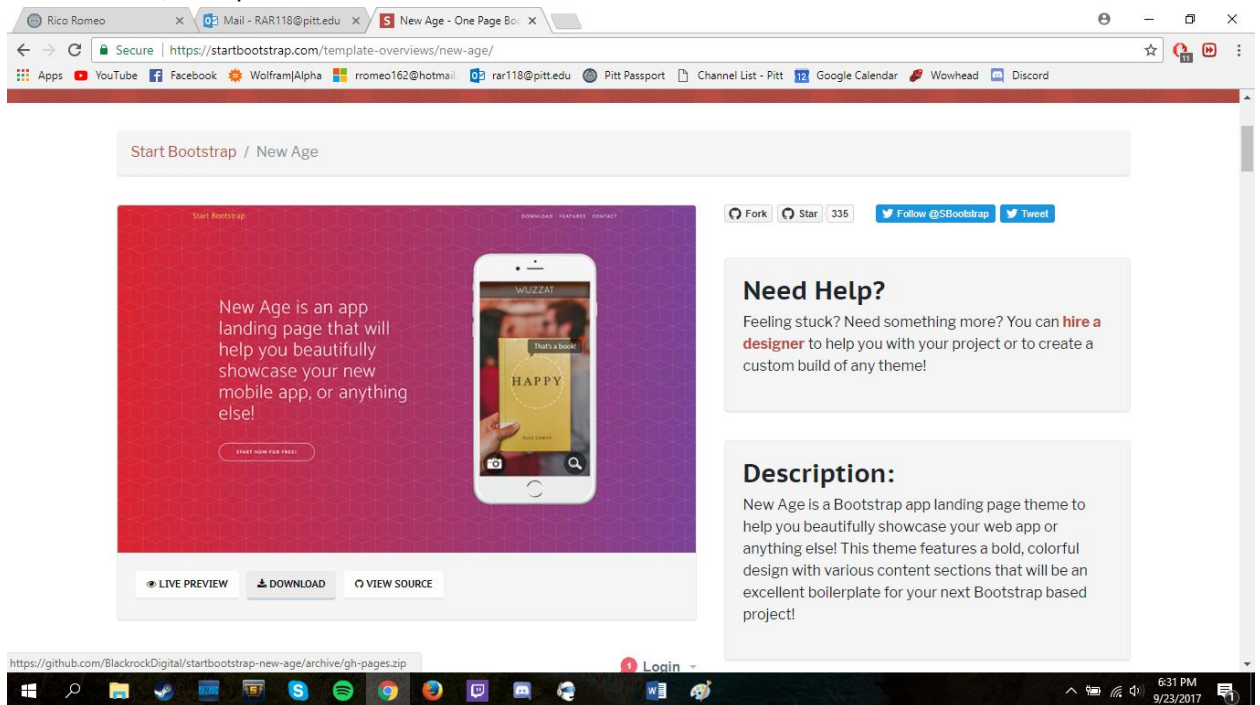 Rico Romeo
Mail - RAR118@pitt.edu
New Age - One Page Bo
Secure | https://startbootstrap.com/template-overviews/new-age/
11
Apps YouTube Facebook Wolfram|Alpha rromeo162@hotmail rar118@pitt.edu Pitt Passport Channel List - Pitt 12 Google Calendar Wowhead Discord
Start Bootstrap / New Age
Start Bootstrap
DOWNLOAD FEATURES CONTACT
New Age is an app
landing page that will
help you beautifully
showcase your new
mobile app, or anything
else!
START NOW FOR FREE!
WUZZAT
That's a book!
HAPPY
LIVE PREVIEW DOWNLOAD VIEW SOURCE
Fork Star 335 Follow @SBootstrap Tweet
Need Help?
Feeling stuck? Need something more? You can hire a
designer to help you with your project or to create a
custom build of any theme!
Description:
New Age is a Bootstrap app landing page theme to
help you beautifully showcase your web app or
anything else! This theme features a bold, colorful
design with various content sections that will be an
excellent boilerplate for your next Bootstrap based
project!
https://github.com/BlackrockDigital/startbootstrap-new-age/archive/gh-pages.zip
1 Login
6:31 PM
9/23/2017